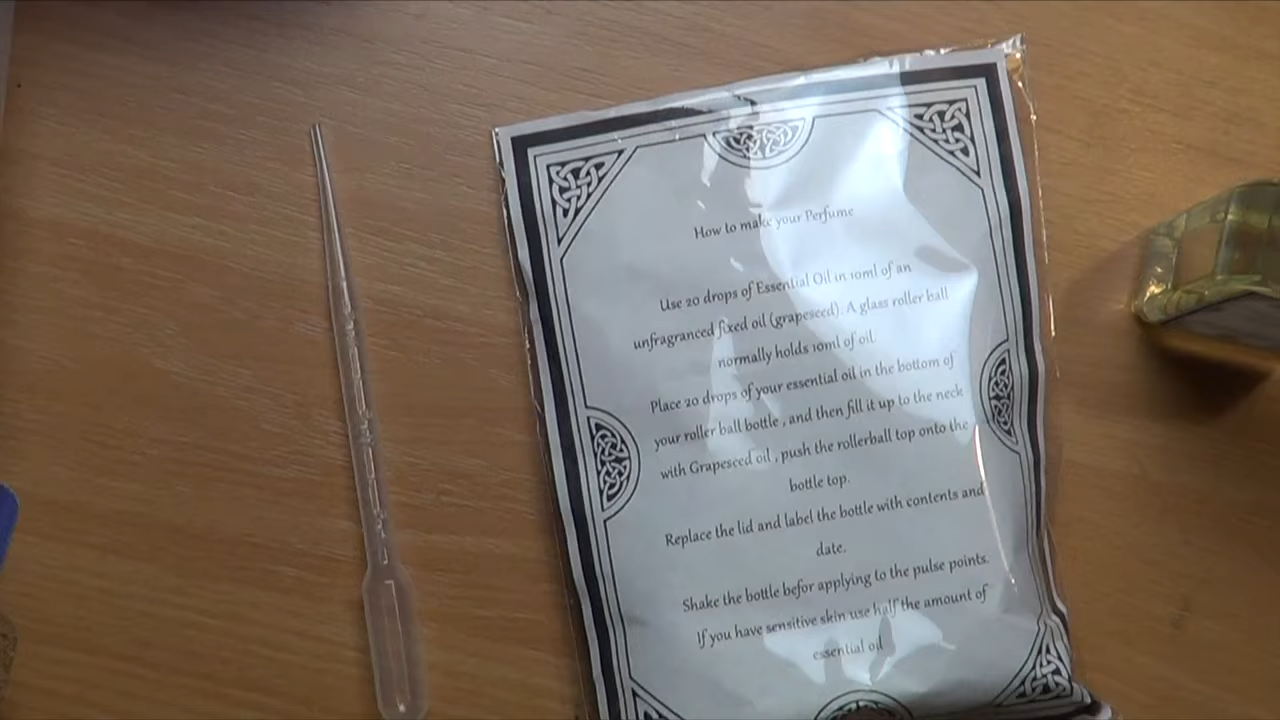 How to make your Perfume
Use 20 drops of Essential Oil in 10ml of an
unfragranced fixed oil (grapeseed). A glass roller ball
normally holds 10ml of oil.
Place 20 drops of your essential oil in the bottom of
your roller ball bottle , and then fill it up to the neck
with Grapeseed oil , push the rollerball top onto the
bottle top.
Replace the lid and label the bottle with contents and
date.
Shake the bottle befor applying to the pulse points.
If you have sensitive skin use half the amount of
essential oil